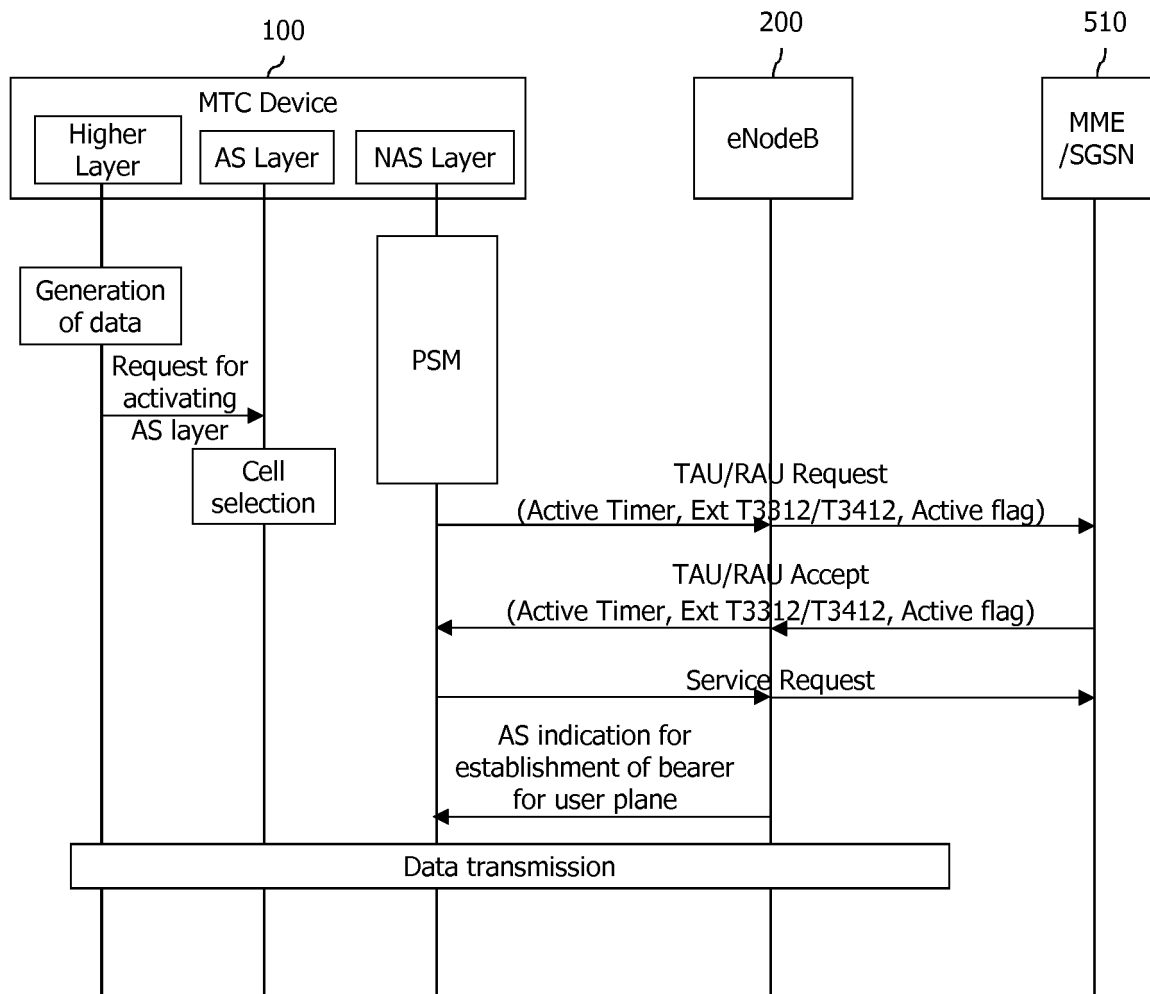 100
200
510
MTC Device
Higher
Layer
AS Layer
NAS Layer
eNodeB
MME
/SGSN
Generation
of data
PSM
Request for
activating
AS layer
Cell
selection
TAU/RAU Request
(Active Timer, Ext T3312/T3412, Active flag)
TAU/RAU Accept
(Active Timer, Ext T3312/T3412, Active flag)
Service Request
AS indication for
establishment of bearer
for user plane
Data transmission